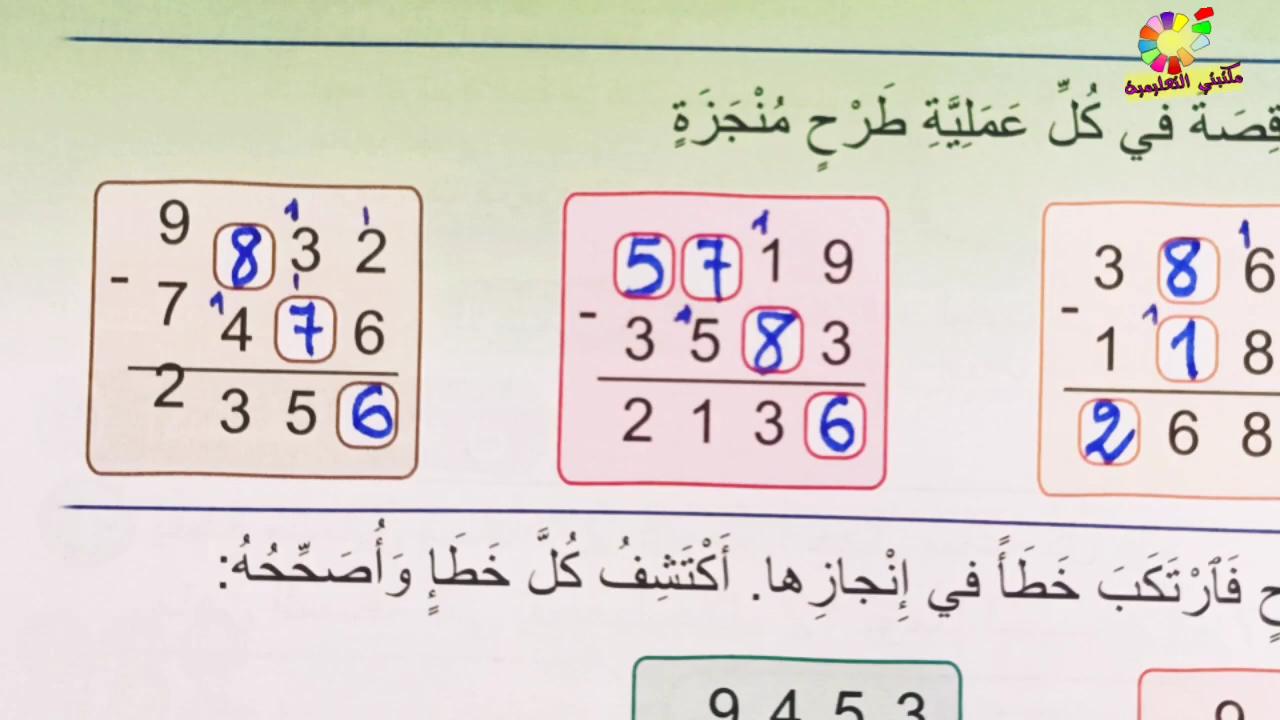 مكتبتي التعليمية
قِصَةَ في كُلِّ عَمَلِيَّةِ طَرْحٍ مُنْجَزَةٍ
9 8 3 2
- 7 4 7 6
2 3 5 6
5 7 1 9
- 3 5 8 3
2 1 3 6
3 8 6
- 1 1 8
2 6 8
فَٱرْتَكَبَ خَطَأً في إِنْجازِها. أَكْتَشِفُ كُلَّ خَطَإٍ وَأُصَحِّحُهُ:
9 4 5 3
9